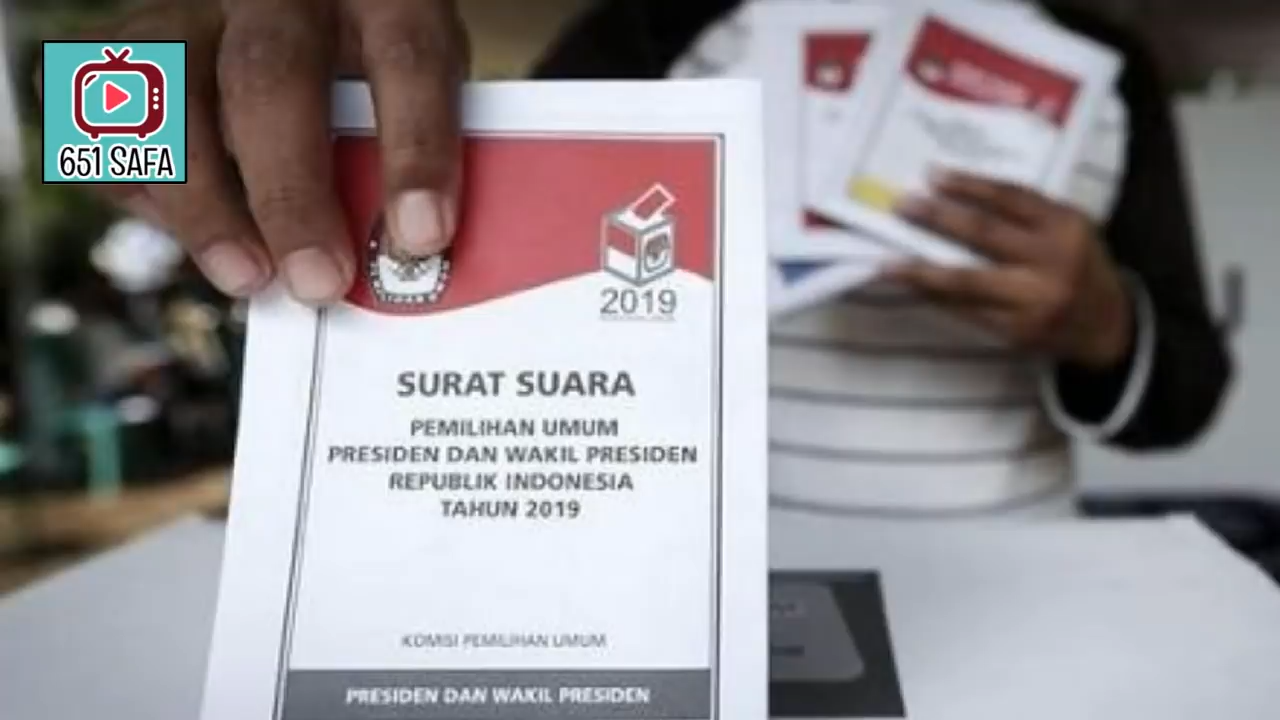 651 SAFA
2019
SURAT SUARA
PEMILIHAN UMUM
PRESIDEN DAN WAKIL PRESIDEN
REPUBLIK INDONESIA
TAHUN 2019
KOMISI PEMILIHAN UMUM
PRESIDEN DAN WAKIL PRESIDEN